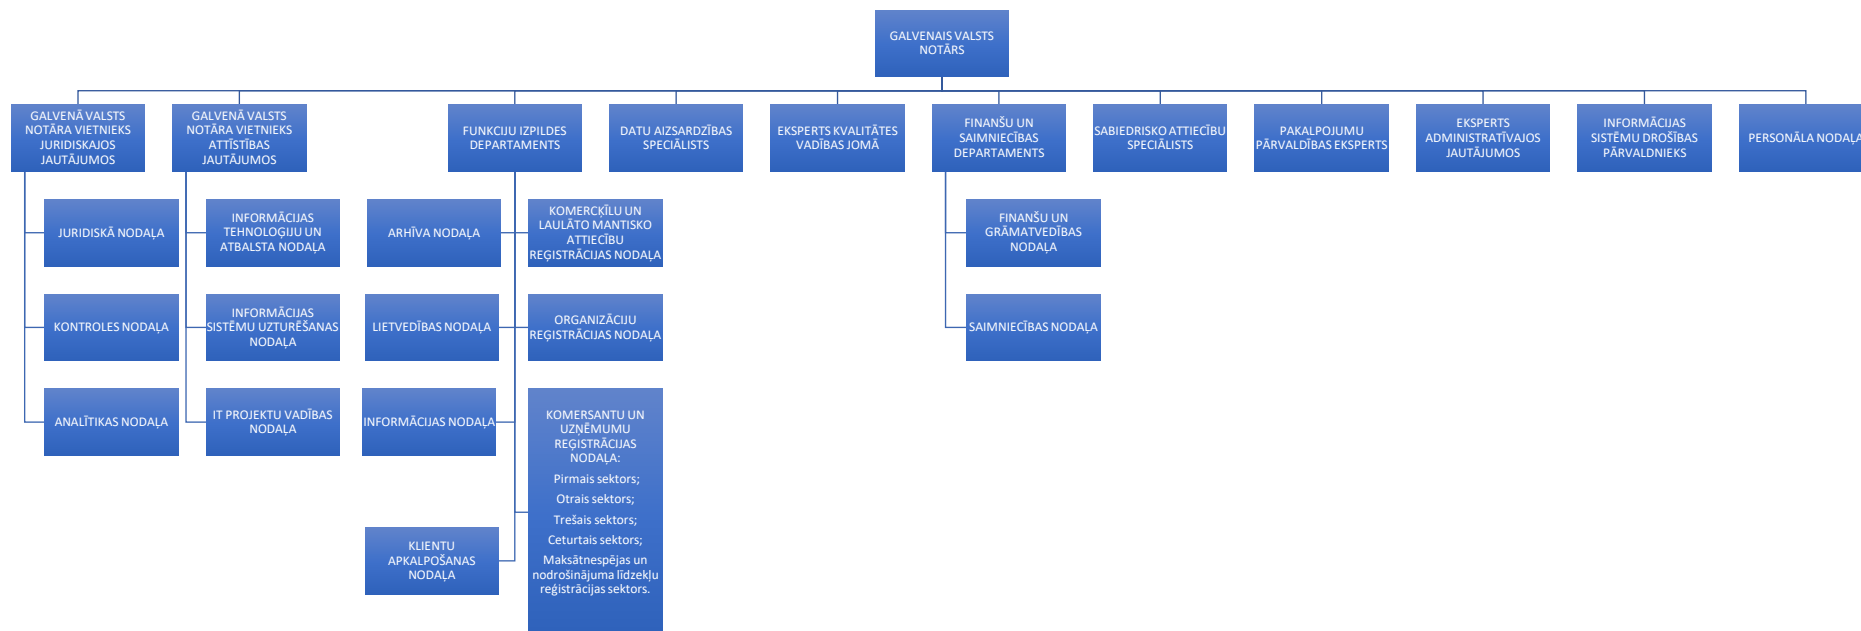 GALVENAIS VALSTS
NOTĀRS
GALVENĀ VALSTS
NOTĀRA VIETNIEKS
JURIDISKAJOS
JAUTĀJUMOS
GALVENĀ VALSTS
NOTĀRA VIETNIEKS
ATTĪSTĪBAS
JAUTĀJUMOS
FUNKCIJU IZPILDES
DEPARTAMENTS
DATU AIZSARDZĪBAS
SPECIĀLISTS
EKSPERTS KVALITĀTES
VADĪBAS JOMĀ
FINANŠU UN
SAIMNIECĪBAS
DEPARTAMENTS
SABIEDRISKO ATTIECĪBU
SPECIĀLISTS
PAKALPOJUMU
PĀRVALDĪBAS EKSPERTS
EKSPERTS
ADMINISTRATĪVAJOS
JAUTĀJUMOS
INFORMĀCIJAS
SISTĒMU DROŠĪBAS
PĀRVALDNIEKS
PERSONĀLA NODAĻA
JURIDISKĀ NODAĻA
KONTROLES NODAĻA
ANALĪTIKAS NODAĻA
INFORMĀCIJAS
TEHNOLOĢIJU UN
ATBALSTA NODAĻA
INFORMĀCIJAS
SISTĒMU UZTURĒŠANAS
NODAĻA
IT PROJEKTU VADĪBAS
NODAĻA
ARHĪVA NODAĻA
KOMERCĶĪLU UN
LAULĀTO MANTISKO
ATTIECĪBU
REĢISTRĀCIJAS NODAĻA
LIETVEDĪBAS NODAĻA
ORGANIZĀCIJU
REĢISTRĀCIJAS NODAĻA
INFORMĀCIJAS NODAĻA
KOMERSANTU UN
UZŅĒMUMU
REĢISTRĀCIJAS
NODAĻA:
Pirmais sektors;
Otrais sektors;
Trešais sektors;
Ceturtais sektors;
Maksātnespējas un
nodrošinājuma līdzekļu
reģistrācijas sektors.
KLIENTU
APKALPOŠANAS
NODAĻA
FINANŠU UN
GRĀMATVEDĪBAS
NODAĻA
SAIMNIECĪBAS NODAĻA